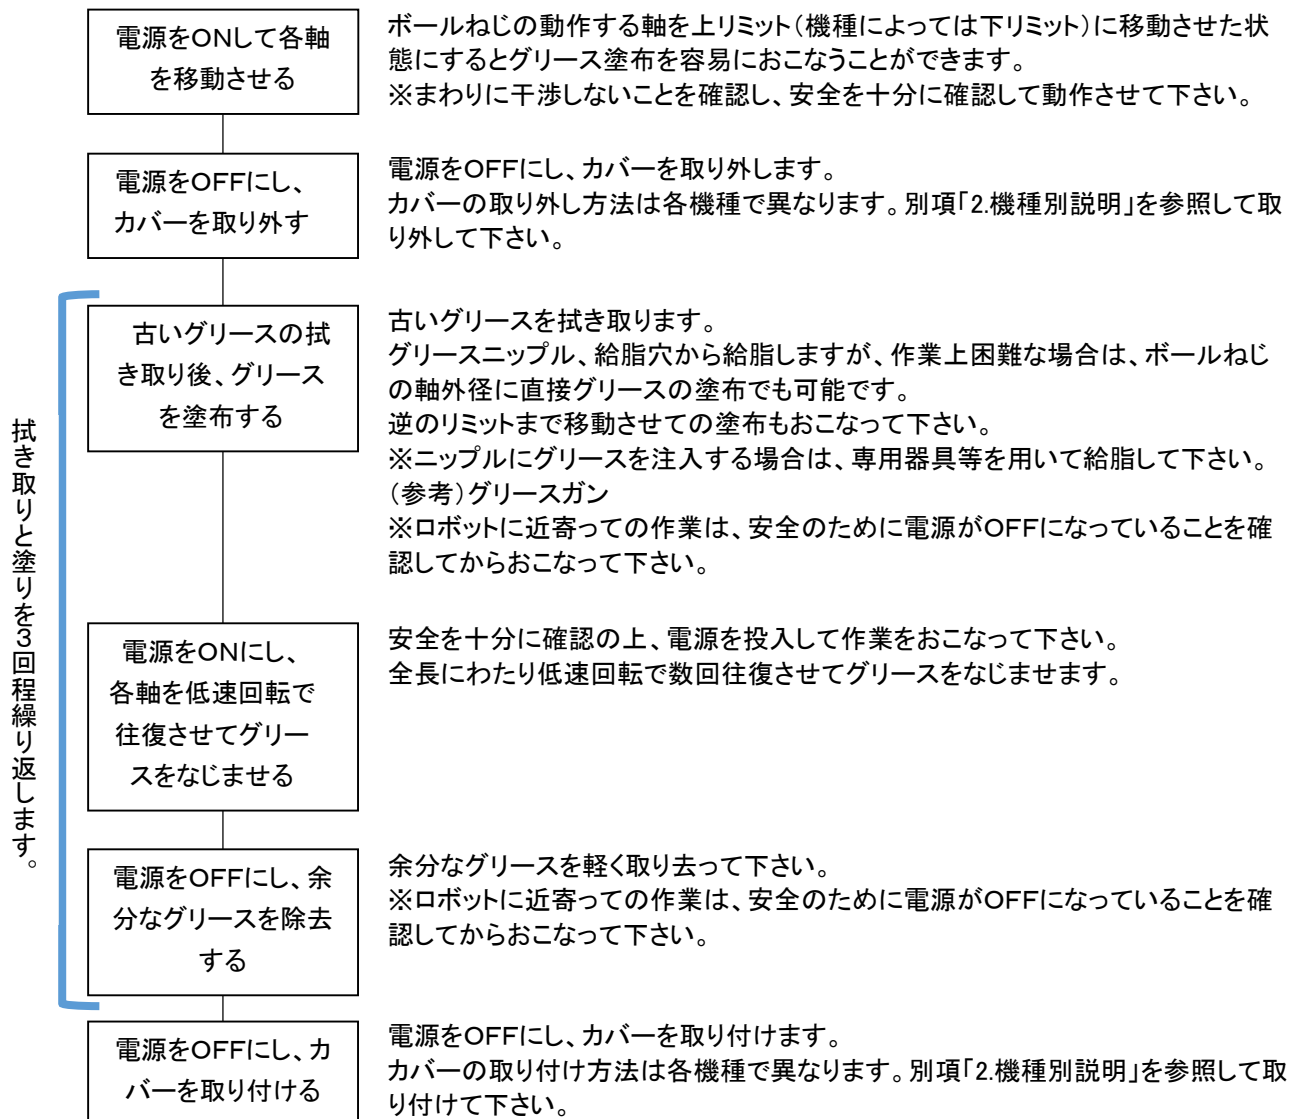 電源をONして各軸
を移動させる
ボールねじの動作する軸を上リミット(機種によっては下リミット)に移動させた状
態にするとグリース塗布を容易におこなうことができます。
※まわりに干渉しないことを確認し、安全を十分に確認して動作させて下さい。
電源をOFFにし、
カバーを取り外す
電源をOFFにし、カバーを取り外します。
カバーの取り外し方法は各機種で異なります。別項「2.機種別説明」を参照して取
り外して下さい。
拭き取りと塗りを3回程繰り返します。
古いグリースの拭
き取り後、グリース
を塗布する
古いグリースを拭き取ります。
グリースニップル、給脂穴から給脂しますが、作業上困難な場合は、ボールねじ
の軸外径に直接グリースの塗布でも可能です。
逆のリミットまで移動させての塗布もおこなって下さい。
※ニップルにグリースを注入する場合は、専用器具等を用いて給脂して下さい。
(参考)グリースガン
※ロボットに近寄っての作業は、安全のために電源がOFFになっていることを確
認してからおこなって下さい。
電源をONにし、
各軸を低速回転で
往復させてグリー
スをなじませる
安全を十分に確認の上、電源を投入して作業をおこなって下さい。
全長にわたり低速回転で数回往復させてグリースをなじませます。
電源をOFFにし、余
分なグリースを除去
する
余分なグリースを軽く取り去って下さい。
※ロボットに近寄っての作業は、安全のために電源がOFFになっていることを確
認してからおこなって下さい。
電源をOFFにし、カ
バーを取り付ける
電源をOFFにし、カバーを取り付けます。
カバーの取り付け方法は各機種で異なります。別項「2.機種別説明」を参照して取
り付けて下さい。